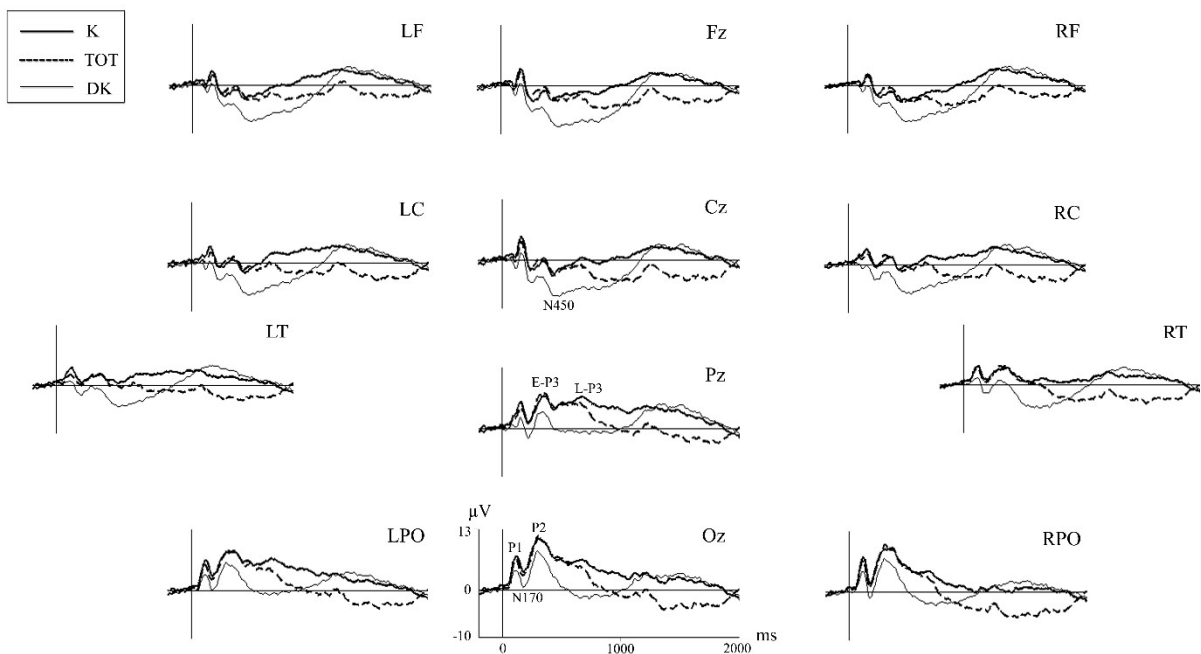 K
TOT
DK
LF
Fz
RF
LC
Cz
RC
N450
LT
Pz
RT
E-P3
L-P3
LPO
µV
Oz
RPO
13
P1
P2
0
N170
-10
0
1000
2000
ms